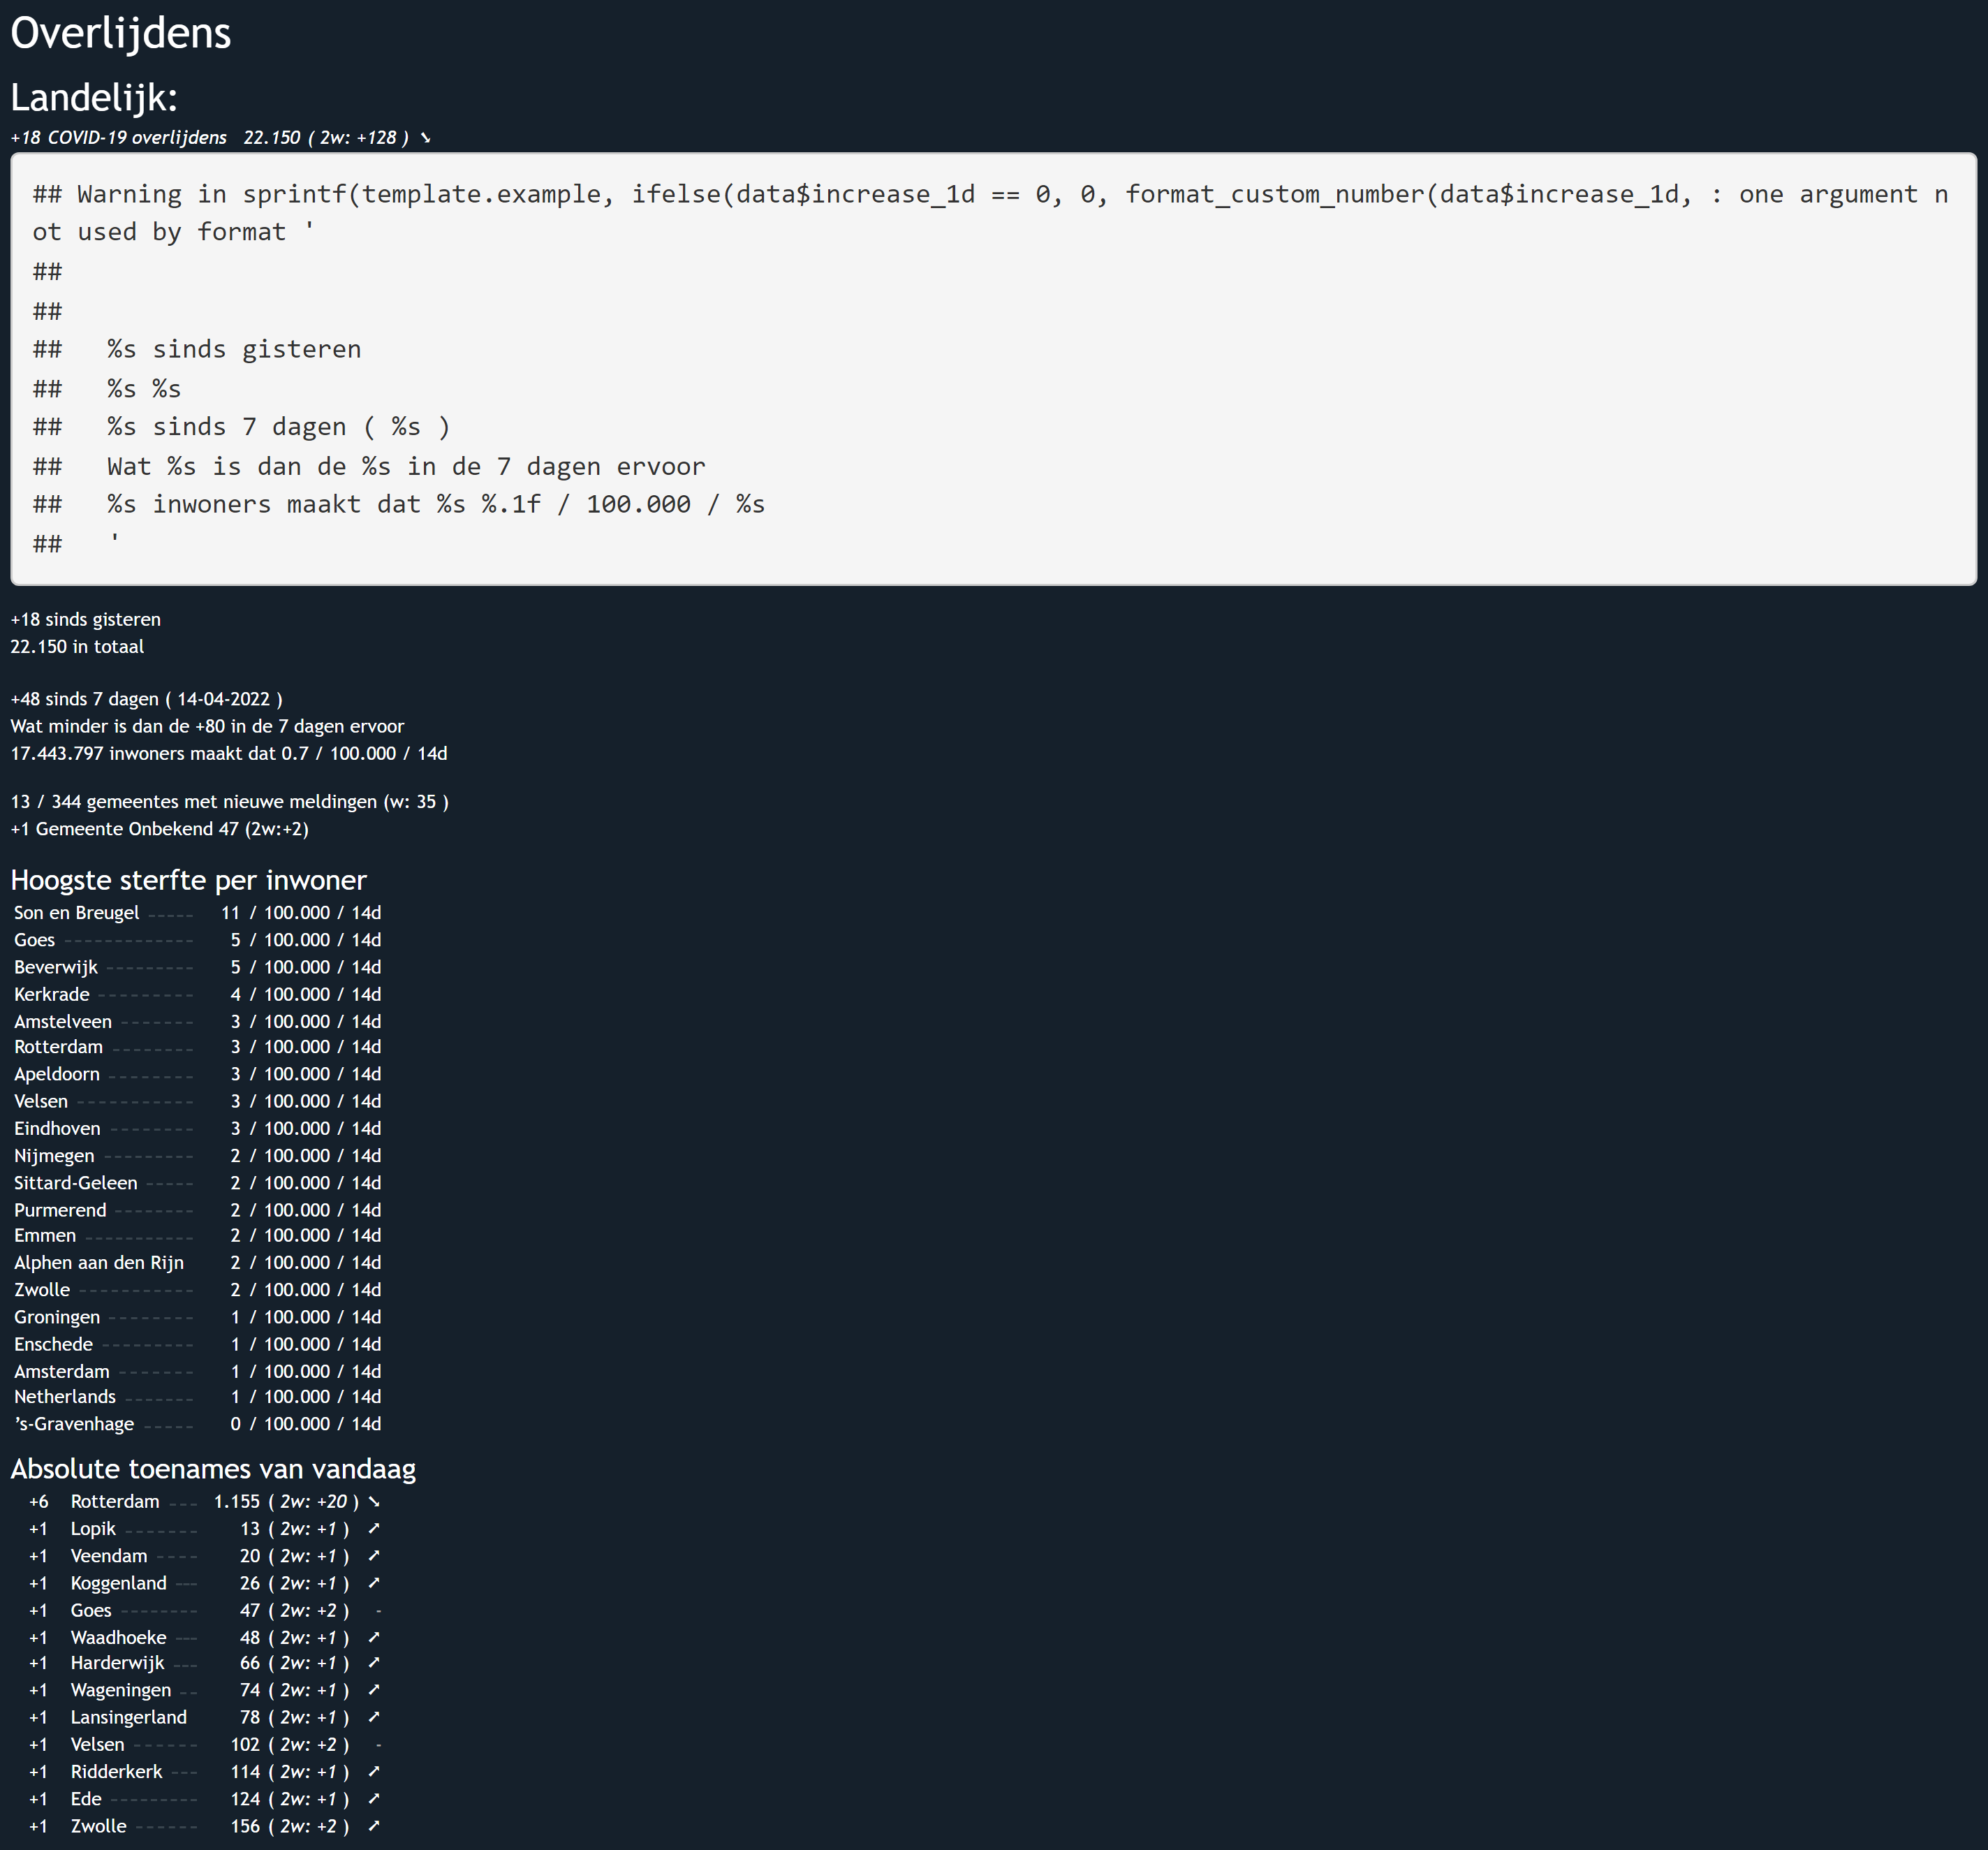 Overlijdens
Landelijk:
+18 COVID-19 overlijdens 22.150 ( 2w: +128 ) ➘
## Warning in sprintf(template.example, ifelse(data$increase_1d == 0, 0, format_custom_number(data$increase_1d, : one argument n
ot used by format '
##
##
## %s sinds gisteren
## %s %s
## %s sinds 7 dagen ( %s )
## Wat %s is dan de %s in de 7 dagen ervoor
## %s inwoners maakt dat %s %.1f / 100.000 / %s
## '
+18 sinds gisteren
22.150 in totaal
+48 sinds 7 dagen ( 14-04-2022 )
Wat minder is dan de +80 in de 7 dagen ervoor
17.443.797 inwoners maakt dat 0.7 / 100.000 / 14d
13 / 344 gemeentes met nieuwe meldingen (w: 35 )
+1 Gemeente Onbekend 47 (2w:+2)
Hoogste sterfte per inwoner
Son en Breugel ----- 11 / 100.000 / 14d
Goes ------------- 5 / 100.000 / 14d
Beverwijk --------- 5 / 100.000 / 14d
Kerkrade ---------- 4 / 100.000 / 14d
Amstelveen ------- 3 / 100.000 / 14d
Rotterdam -------- 3 / 100.000 / 14d
Apeldoorn -------- 3 / 100.000 / 14d
Velsen ----------- 3 / 100.000 / 14d
Eindhoven -------- 3 / 100.000 / 14d
Nijmegen --------- 2 / 100.000 / 14d
Sittard-Geleen ----- 2 / 100.000 / 14d
Purmerend -------- 2 / 100.000 / 14d
Emmen ----------- 2 / 100.000 / 14d
Alphen aan den Rijn 2 / 100.000 / 14d
Zwolle ----------- 2 / 100.000 / 14d
Groningen -------- 1 / 100.000 / 14d
Enschede --------- 1 / 100.000 / 14d
Amsterdam ------- 1 / 100.000 / 14d
Netherlands ------- 1 / 100.000 / 14d
’s-Gravenhage ----- 0 / 100.000 / 14d
Absolute toenames van vandaag
+6 Rotterdam --- 1.155 ( 2w: +20 ) ➘
+1 Lopik ------- 13 ( 2w: +1 ) ➚
+1 Veendam ---- 20 ( 2w: +1 ) ➚
+1 Koggenland --- 26 ( 2w: +1 ) ➚
+1 Goes -------- 47 ( 2w: +2 ) -
+1 Waadhoeke --- 48 ( 2w: +1 ) ➚
+1 Harderwijk --- 66 ( 2w: +1 ) ➚
+1 Wageningen -- 74 ( 2w: +1 ) ➚
+1 Lansingerland 78 ( 2w: +1 ) ➚
+1 Velsen ------ 102 ( 2w: +2 ) -
+1 Ridderkerk --- 114 ( 2w: +1 ) ➚
+1 Ede --------- 124 ( 2w: +1 ) ➚
+1 Zwolle ------ 156 ( 2w: +2 ) ➚